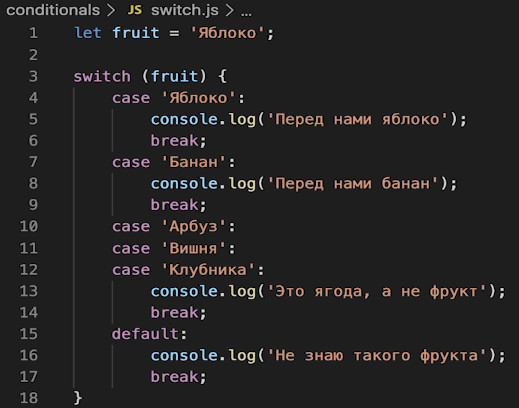 conditionals > JS switch.js > ...
1 let fruit = 'Яблоко';
2
3 switch (fruit) {
4 case 'Яблоко':
5 console.log('Перед нами яблоко');
6 break;
7 case 'Банан':
8 console.log('Перед нами банан');
9 break;
10 case 'Арбуз':
11 case 'Вишня':
12 case 'Клубника':
13 console.log('Это ягода, а не фрукт');
14 break;
15 default:
16 console.log('Не знаю такого фрукта');
17 break;
18 }